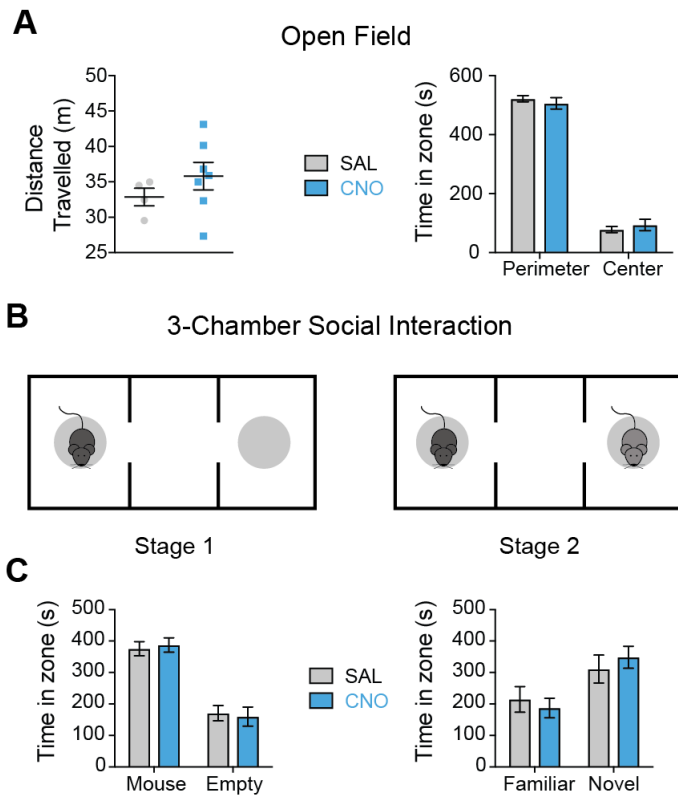 A
Open Field
Distance
Travelled (m)
50
45
40
35
30
25
SAL
CNO
Time in zone (s)
600
400
200
0
Perimeter
Center
B
3-Chamber Social Interaction
Stage 1
Stage 2
C
Time in zone (s)
500
400
300
200
100
0
Mouse
Empty
SAL
CNO
Time in zone (s)
500
400
300
200
100
0
Familiar
Novel